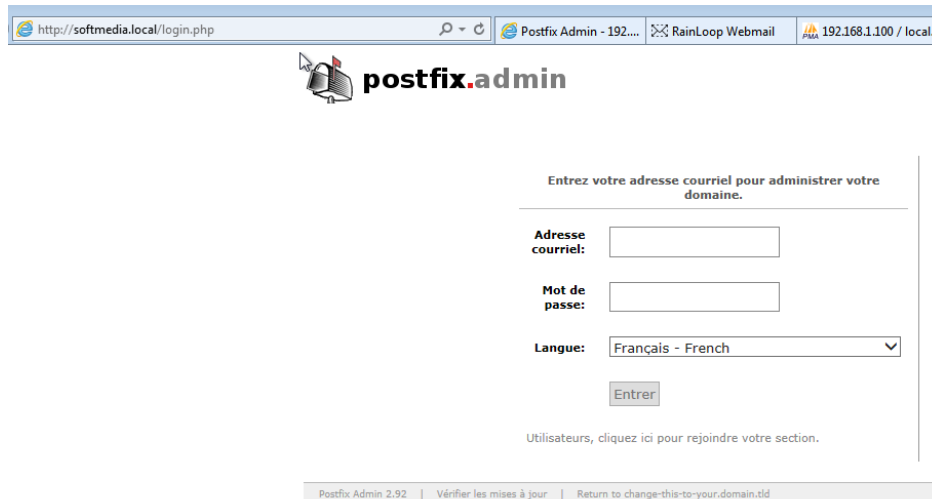 http://softmedia.local/login.php
Postfix Admin - 192....
RainLoop Webmail
PMA 192.168.1.100 / local
postfix.admin
Entrez votre adresse courriel pour administrer votre
domaine.
Adresse
courriel:
Mot de
passe:
Langue: Français - French
Entrer
Utilisateurs, cliquez ici pour rejoindre votre section.
Postfix Admin 2.92 | Vérifier les mises à jour | Return to change-this-to-your.domain.tld